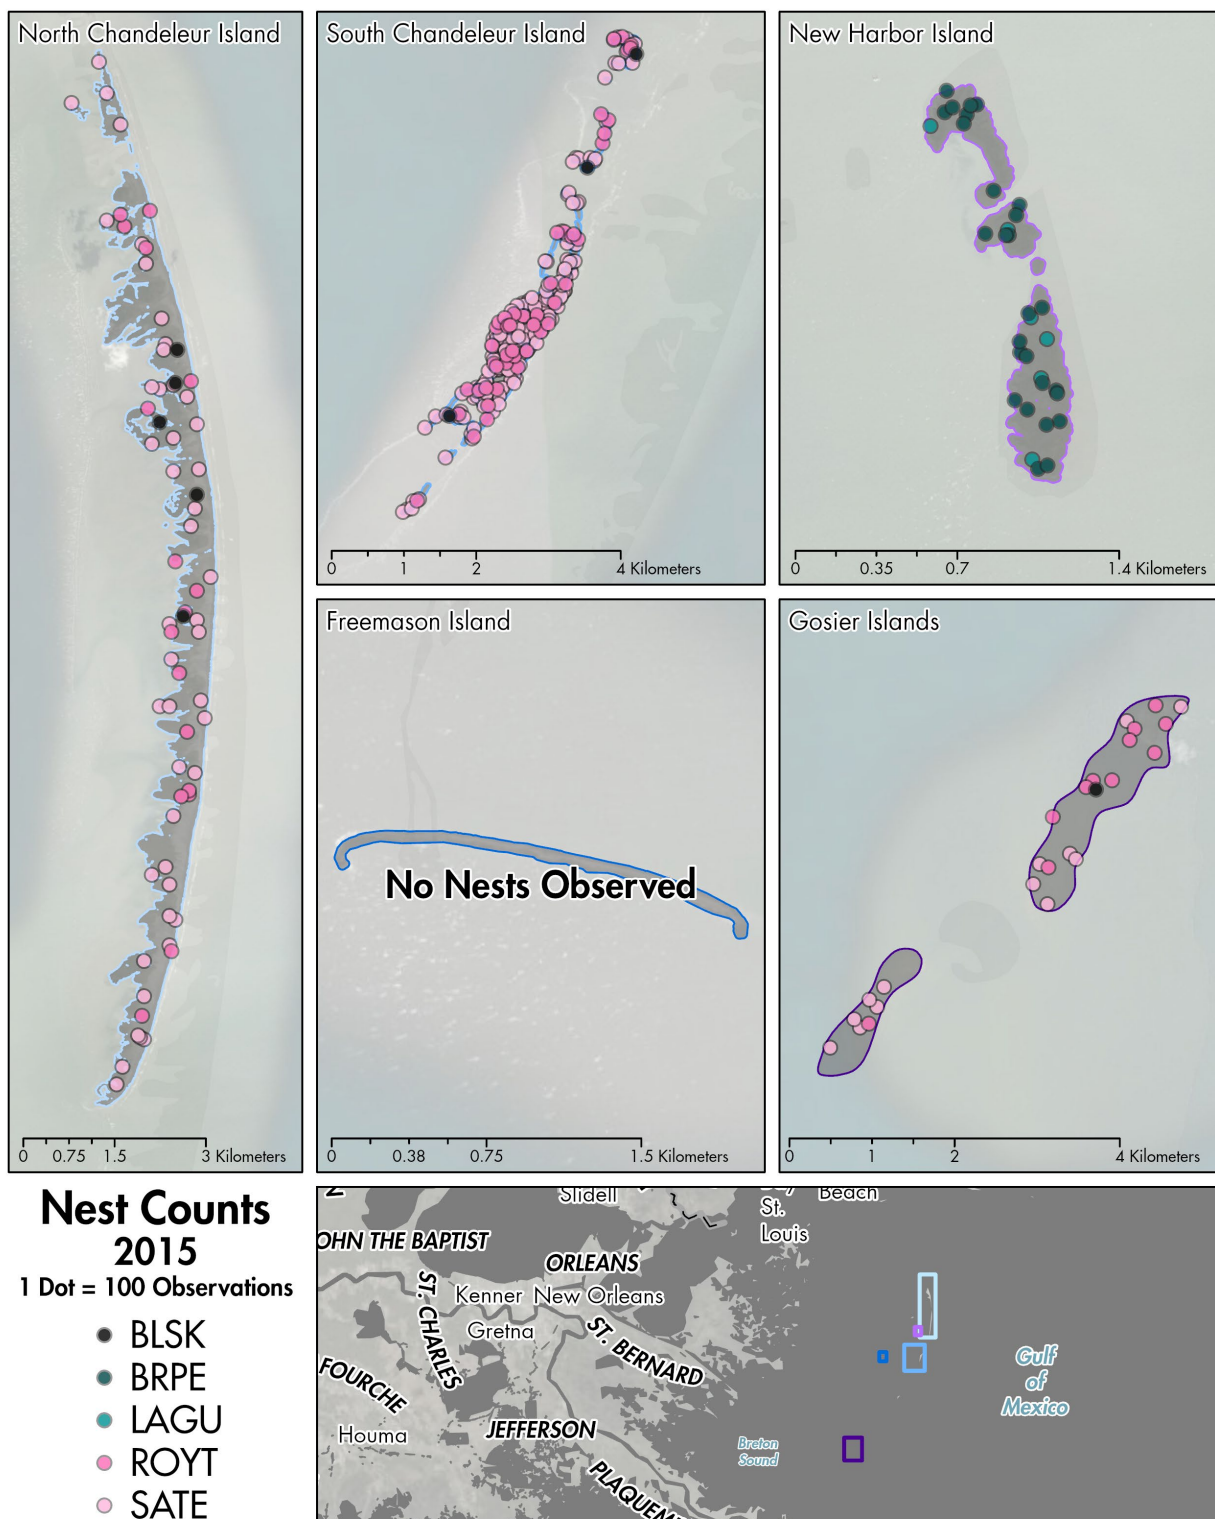 North Chandeleur Island
0 0.75 1.5 3 Kilometers
South Chandeleur Island
0 1 2 4 Kilometers
New Harbor Island
0 0.35 0.7 1.4 Kilometers
Freemason Island
No Nests Observed
0 0.38 0.75 1.5 Kilometers
Gosier Islands
0 1 2 4 Kilometers
Nest Counts
2015
1 Dot = 100 Observations
BLSK
BRPE
LAGU
ROYT
SATE
Slidell
St.
Louis
Beach
OHN THE BAPTIST
ORLEANS
ST. CHARLES
Kenner
New Orleans
Gretna
ST. BERNARD
FOURCHE
Houma
JEFFERSON
PLAQUEM
Breton
Sound
Gulf
of
Mexico